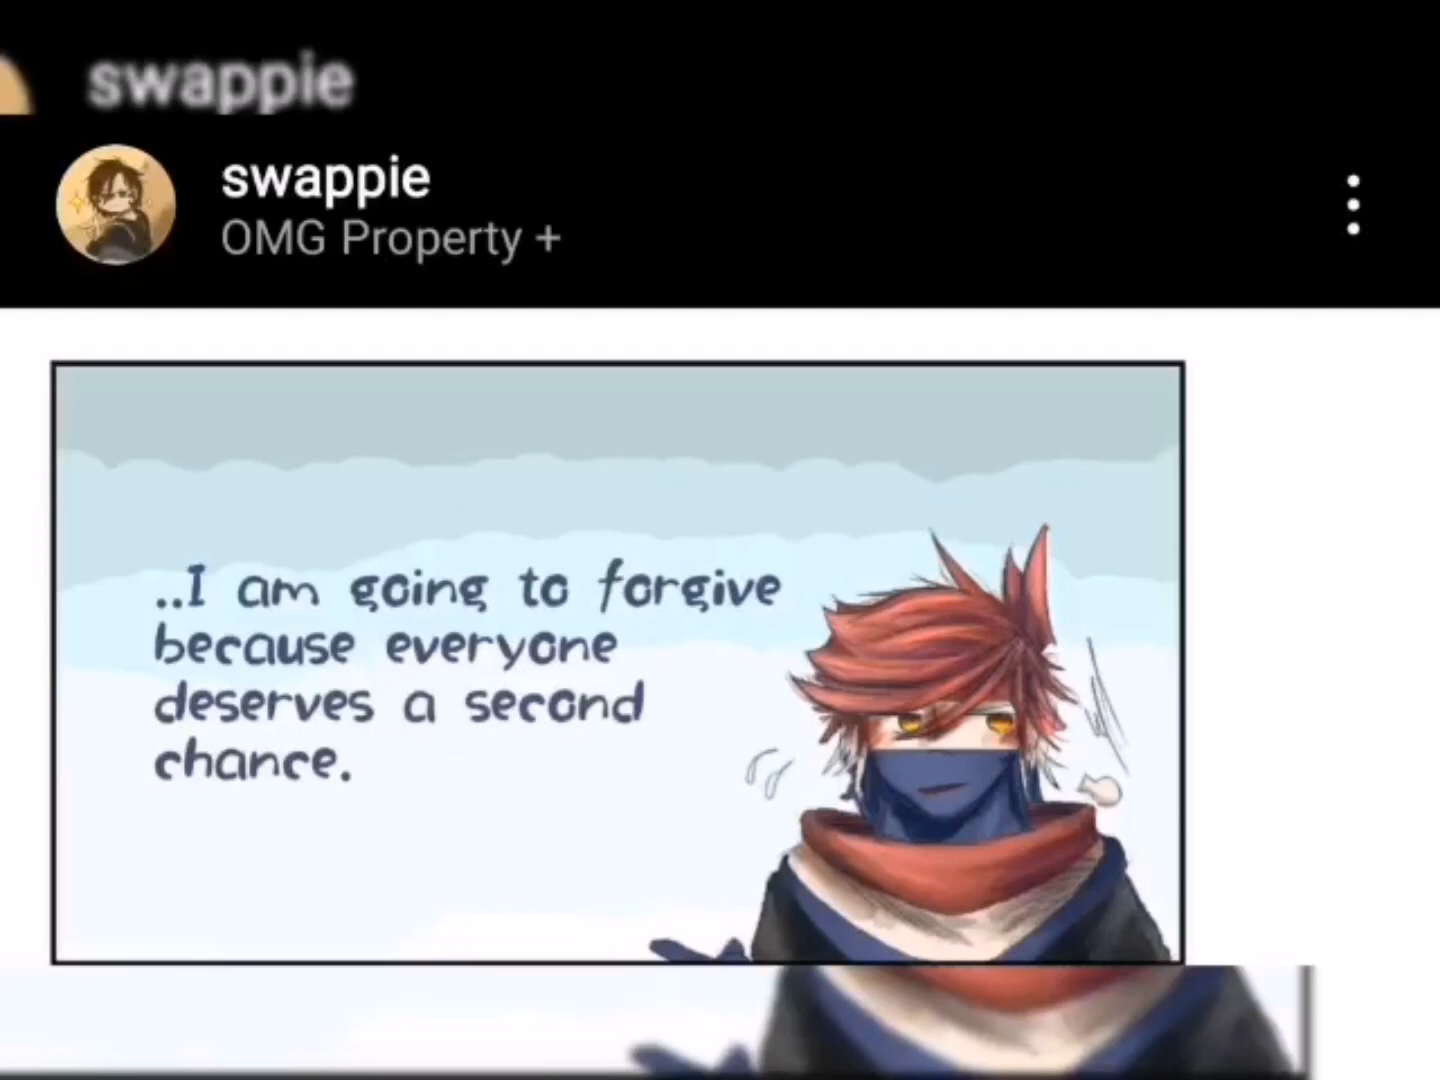 swappie
swappie
OMG Property +
..I am going to forgive
because everyone
deserves a second
chance.